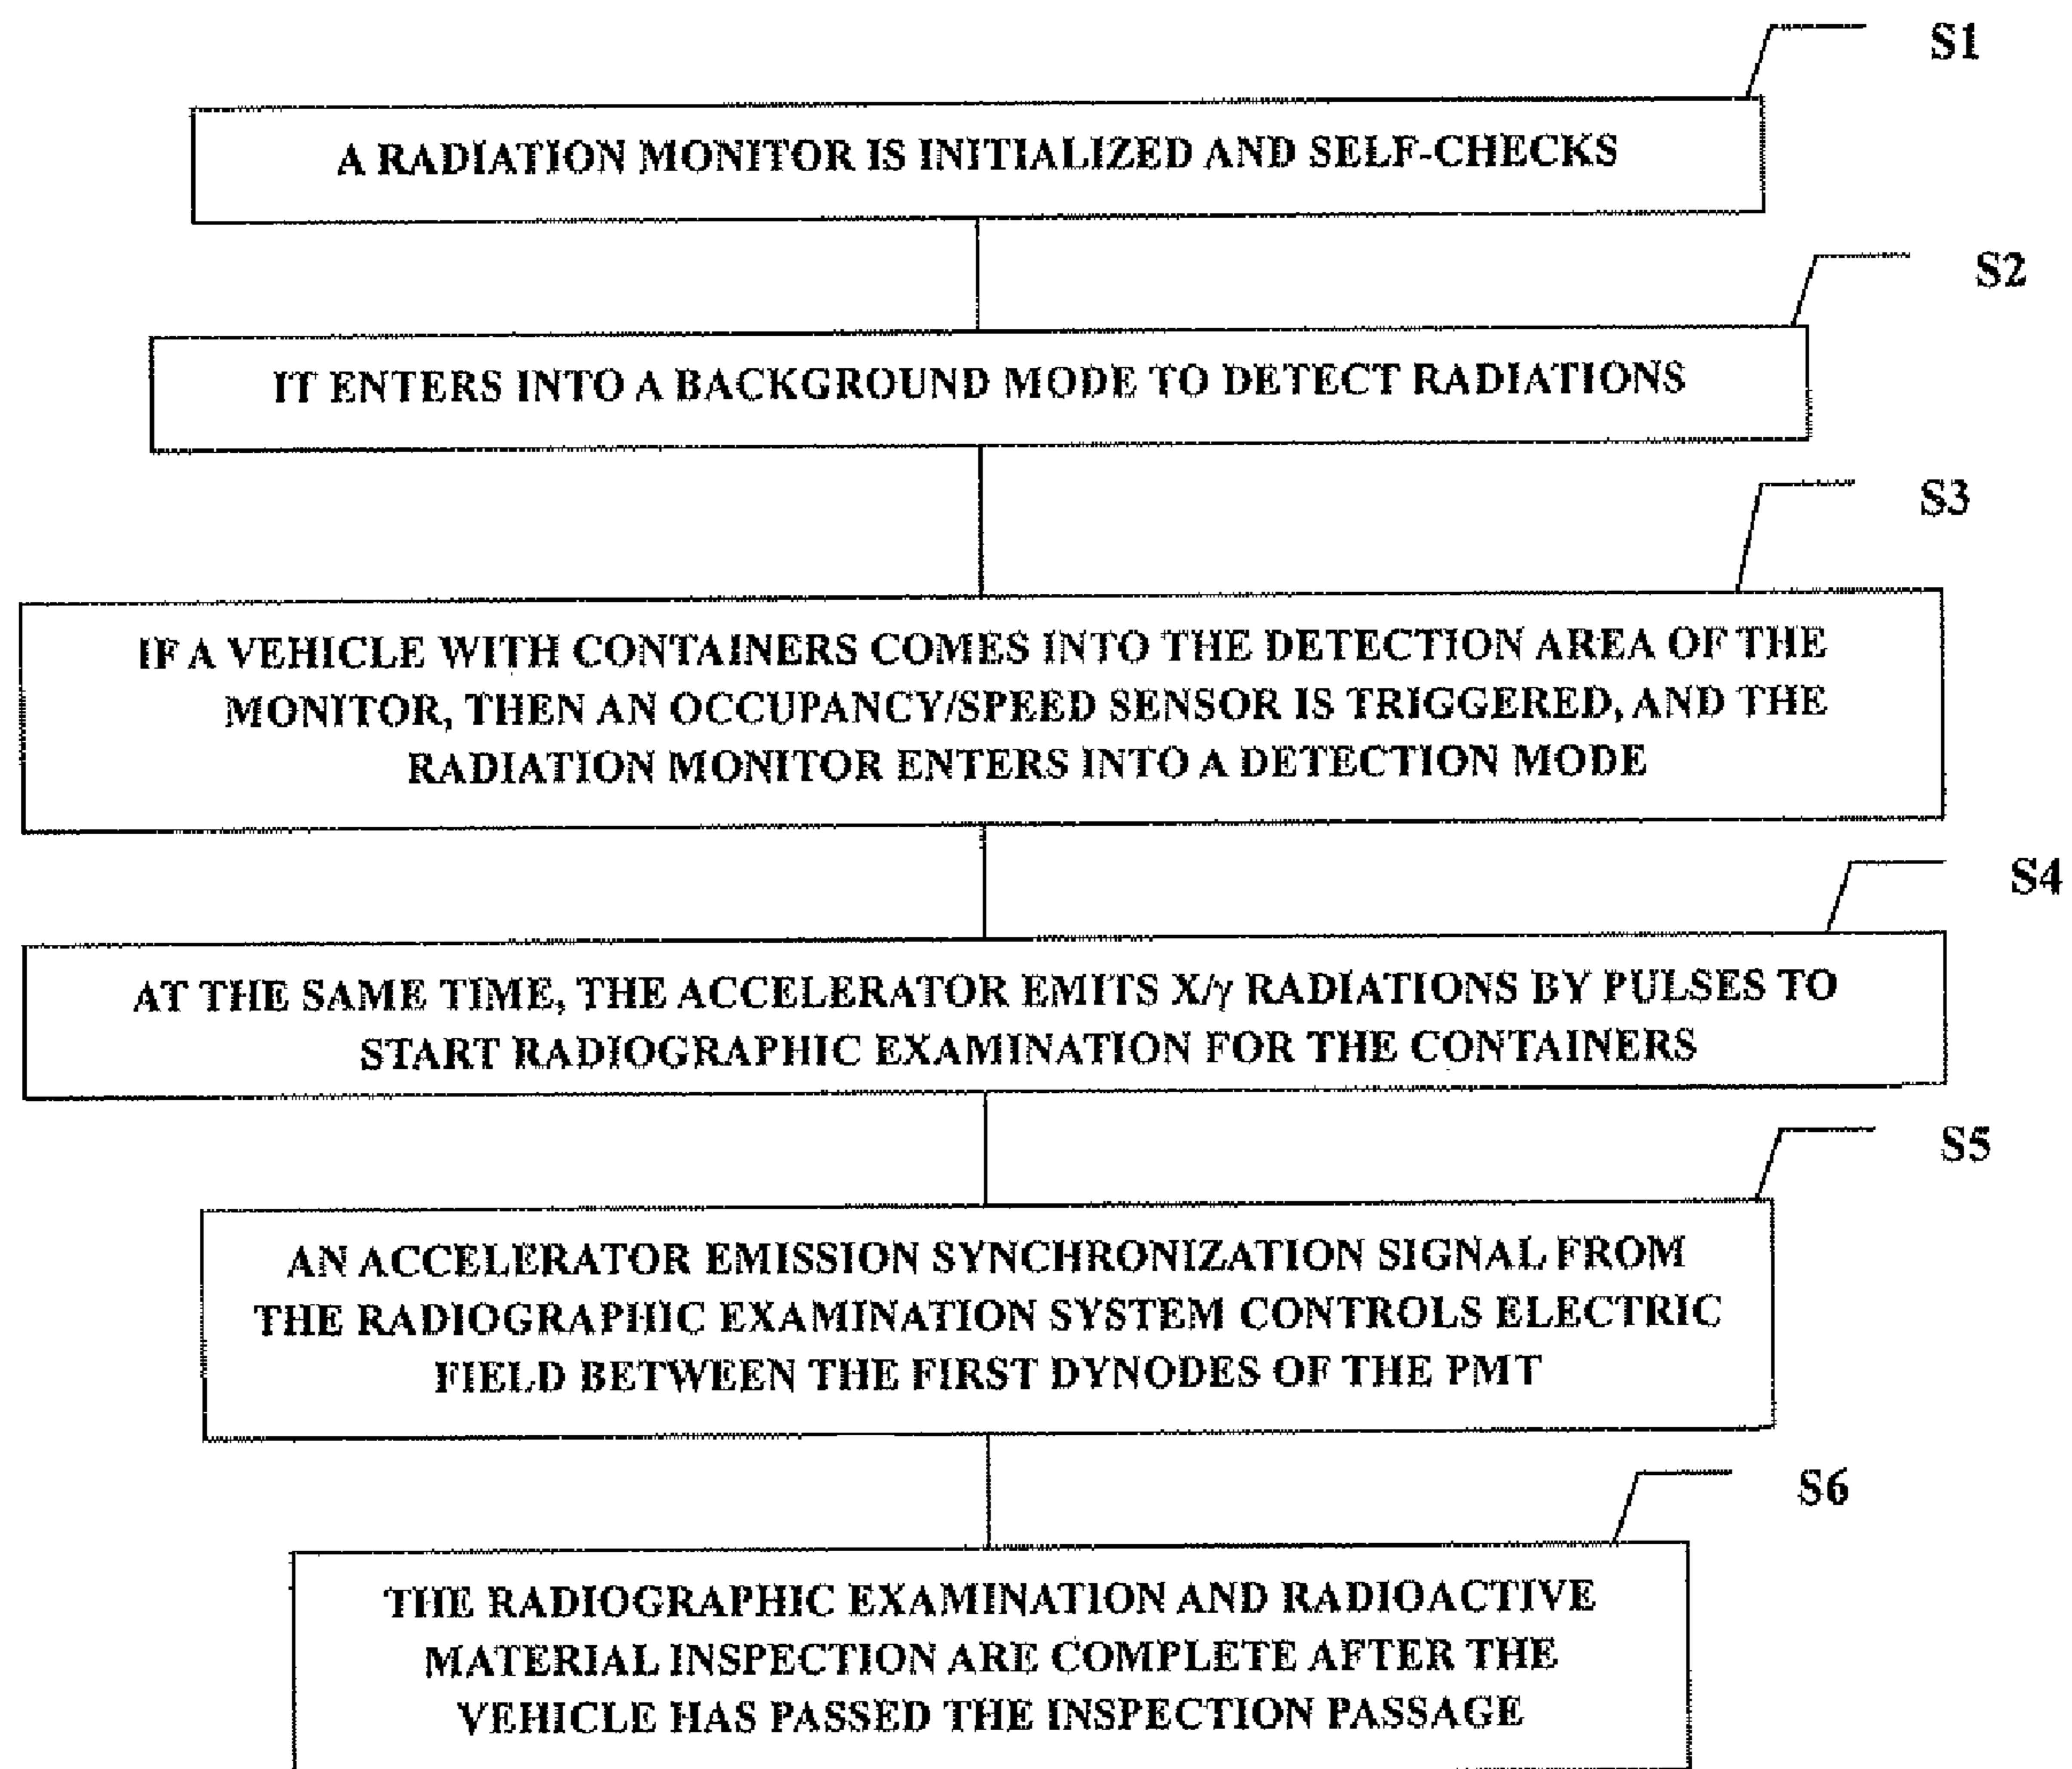 S1
A RADIATION MONITOR IS INITIALIZED AND SELF-CHECKS
S2
IT ENTERS INTO A BACKGROUND MODE TO DETECT RADIATIONS
S3
IF A VEHICLE WITH CONTAINERS COMES INTO THE DETECTION AREA OF THE
MONITOR, THEN AN OCCUPANCY/SPEED SENSOR IS TRIGGERED, AND THE
RADIATION MONITOR ENTERS INTO A DETECTION MODE
S4
AT THE SAME TIME, THE ACCELERATOR EMITS X/γ RADIATIONS BY PULSES TO
START RADIOGRAPHIC EXAMINATION FOR THE CONTAINERS
S5
AN ACCELERATOR EMISSION SYNCHRONIZATION SIGNAL FROM
THE RADIOGRAPHIC EXAMINATION SYSTEM CONTROLS ELECTRIC
FIELD BETWEEN THE FIRST DYNODES OF THE PMT
S6
THE RADIOGRAPHIC EXAMINATION AND RADIOACTIVE
MATERIAL INSPECTION ARE COMPLETE AFTER THE
VEHICLE HAS PASSED THE INSPECTION PASSAGE